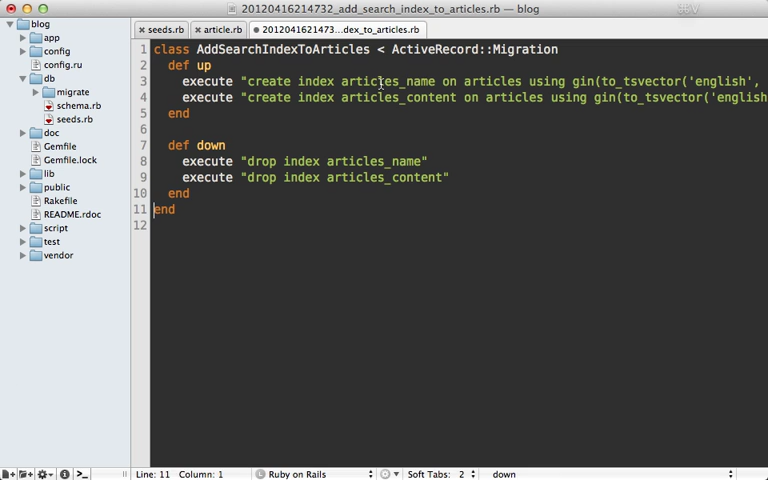 20120416214732_add_search_index_to_articles.rb — blog
⌘V
blog
app
config
config.ru
db
migrate
schema.rb
seeds.rb
doc
Gemfile
Gemfile.lock
lib
public
Rakefile
README.rdoc
script
test
vendor
seeds.rb
article.rb
2012041621473…dex_to_articles.rb
1 class AddSearchIndexToArticles < ActiveRecord::Migration
2 def up
3 execute "create index articles_name on articles using gin(to_tsvector('english',
4 execute "create index articles_content on articles using gin(to_tsvector('english
5 end
6
7 def down
8 execute "drop index articles_name"
9 execute "drop index articles_content"
10 end
11 end
12
Line: 11 Column: 1
Ruby on Rails
Soft Tabs: 2
down